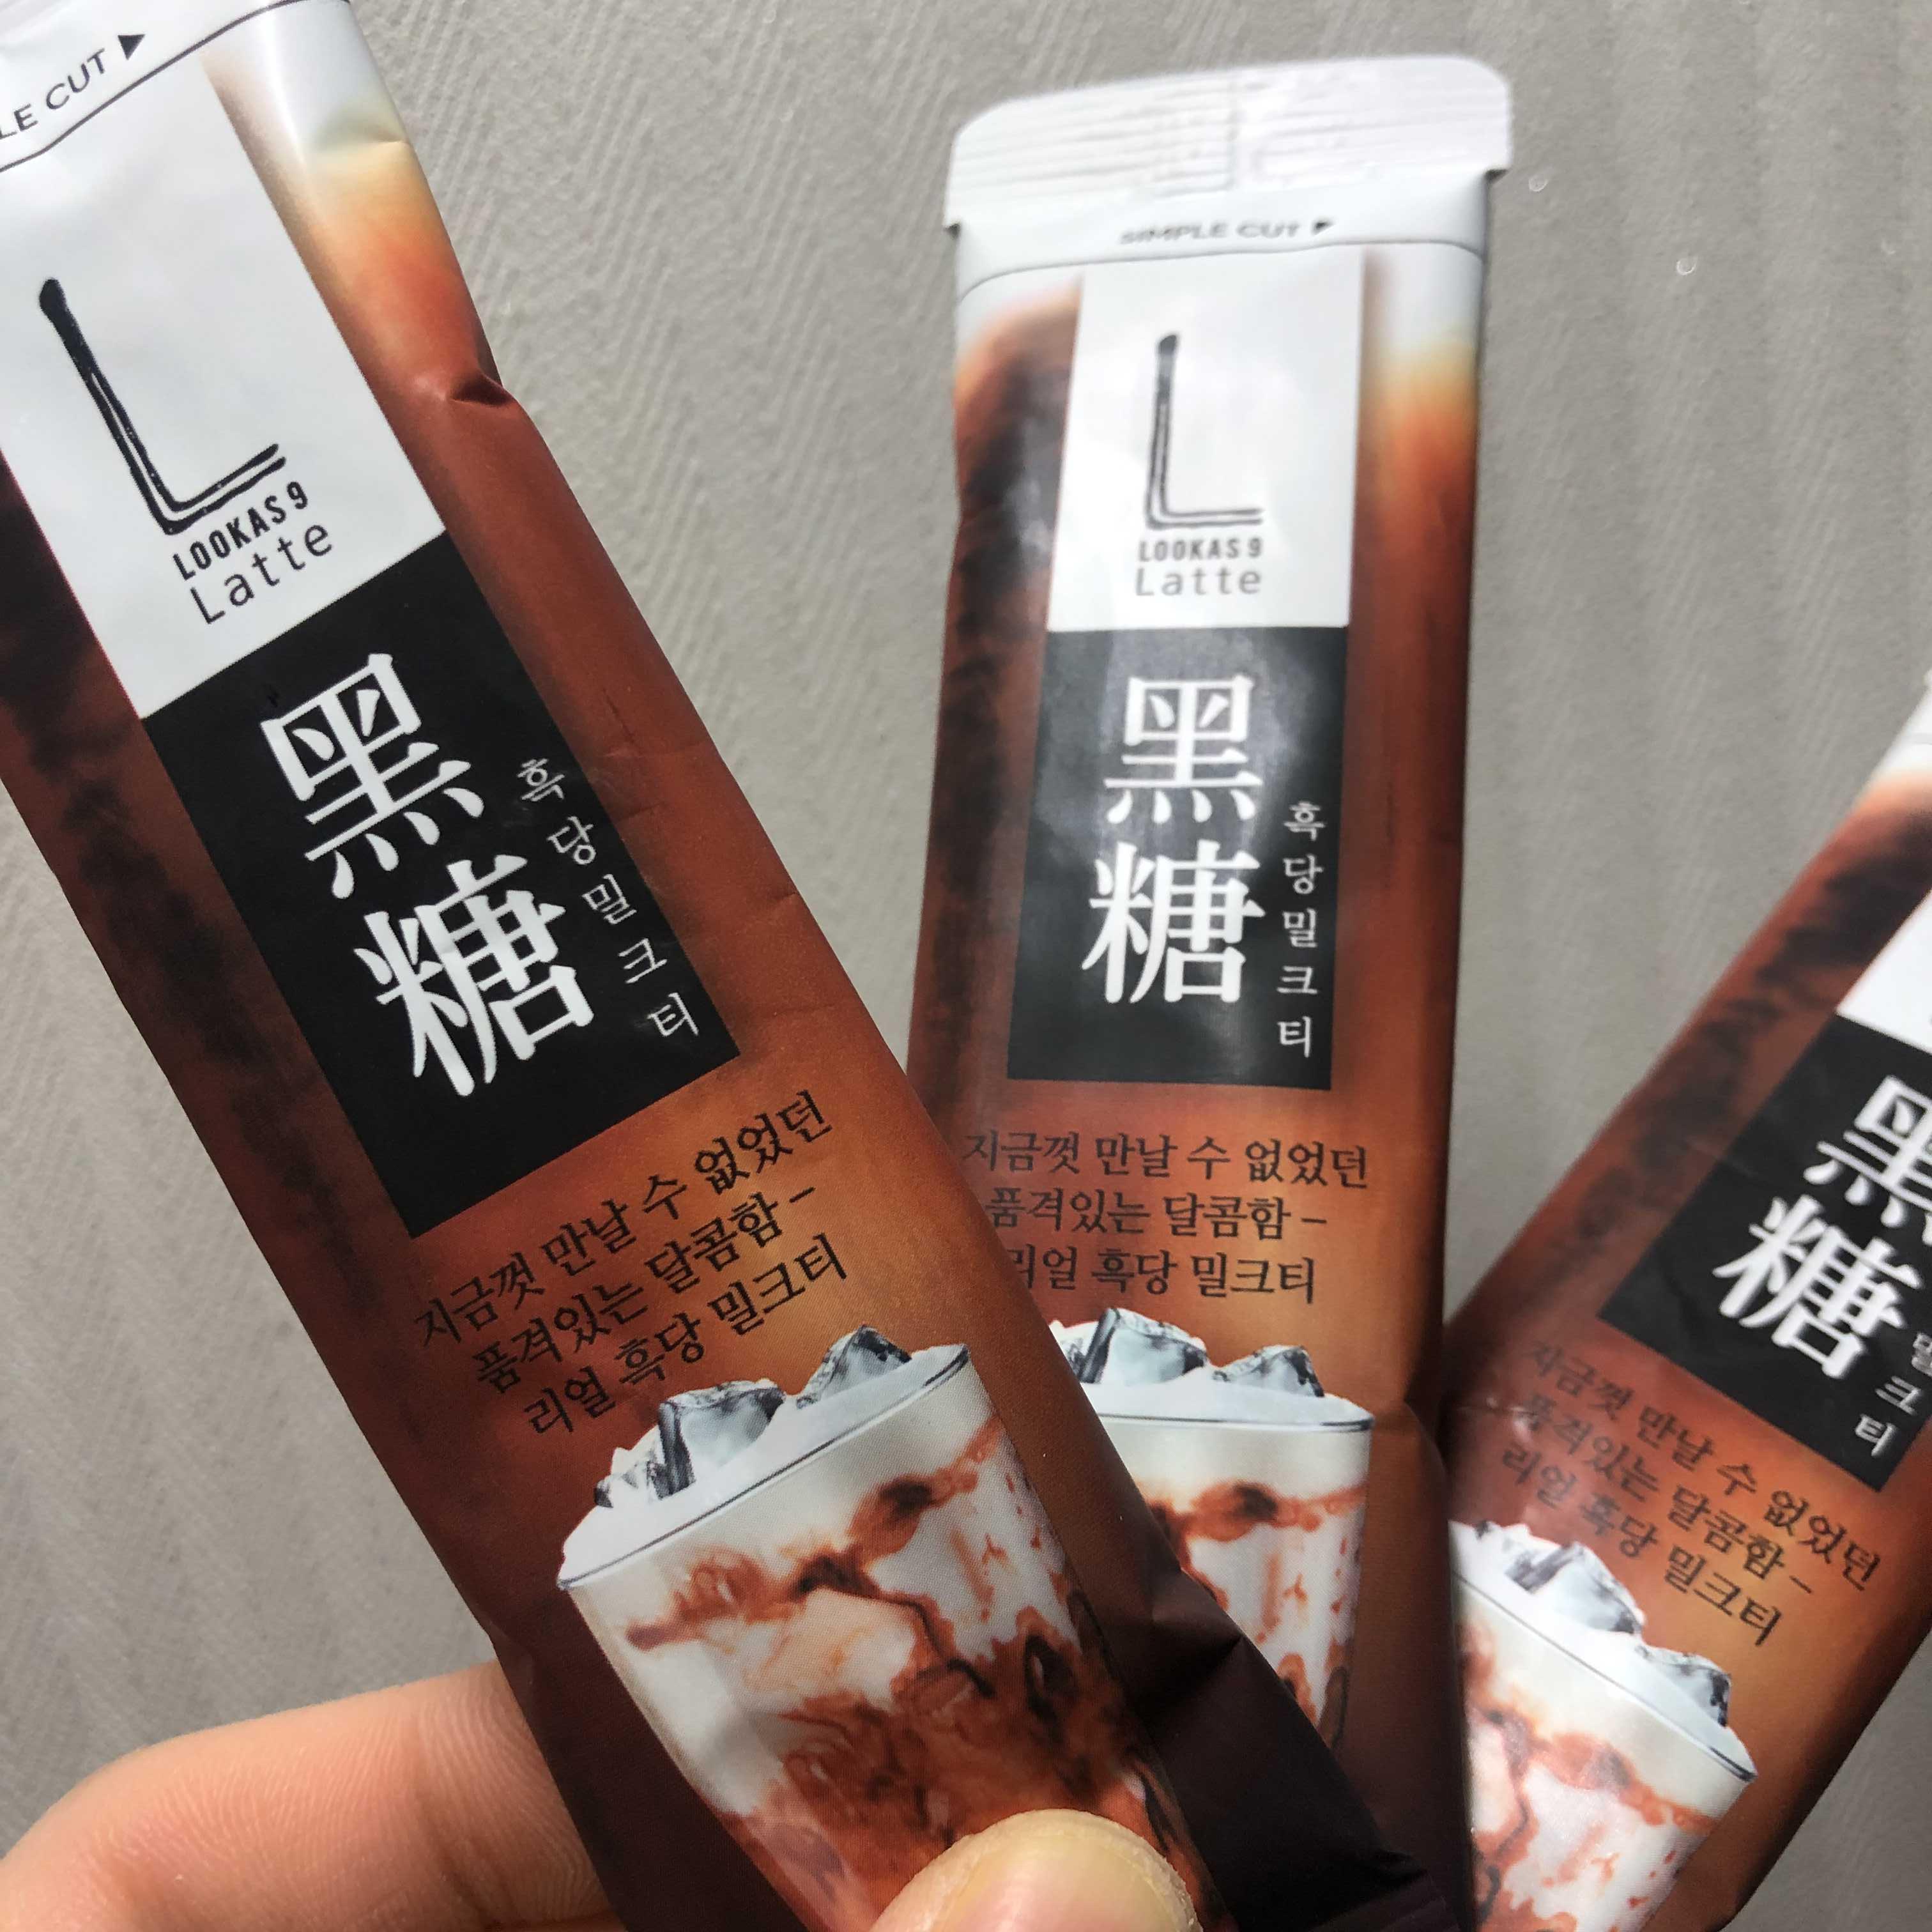 LE CUT ▶
L
LOOKAS 9
Latte
黑糖
흑당밀크티
지금껏 만날 수 없었던
품격있는 달콤함 –
리얼 흑당 밀크티
SIMPLE CUT ▶
L
LOOKAS 9
Latte
黑糖
흑당밀크티
지금껏 만날 수 없었던
품격있는 달콤함 –
리얼 흑당 밀크티
黑糖
밀크티
지금껏 만날 수 없었던
품격있는 달콤함 –
리얼 흑당 밀크티